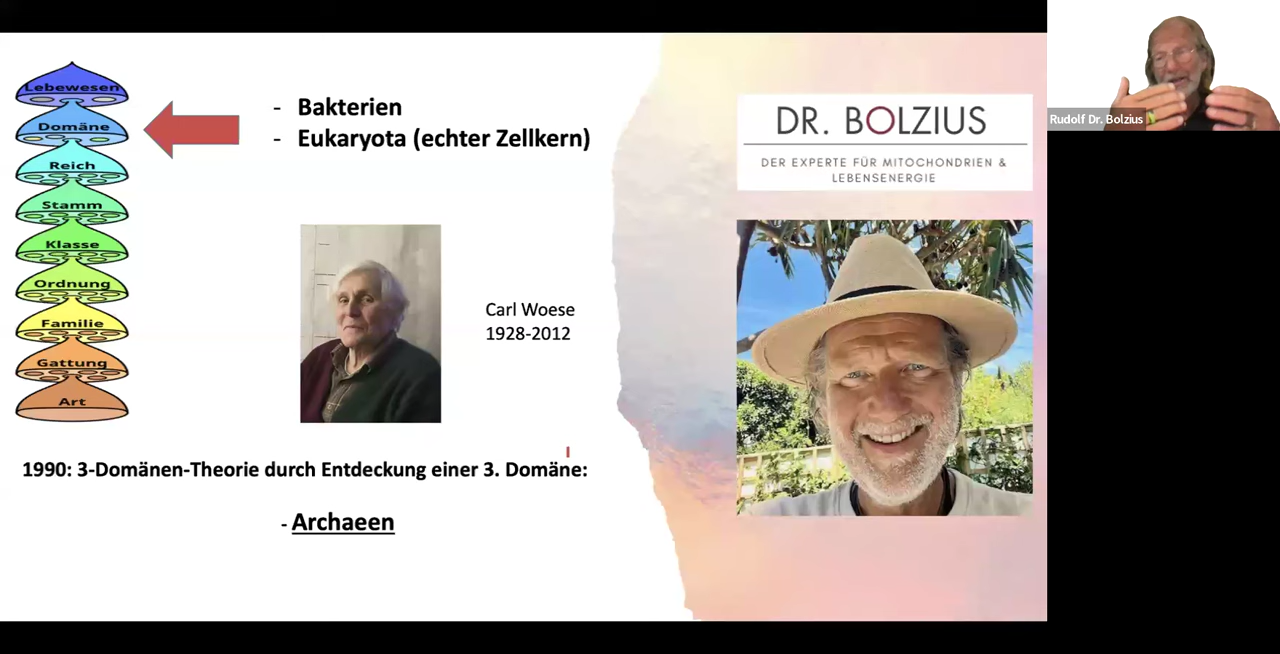 Lebewesen
Domäne
Reich
Stamm
Klasse
Ordnung
Familie
Gattung
Art
- Bakterien
- Eukaryota (echter Zellkern)
Carl Woese
1928-2012
1990: 3-Domänen-Theorie durch Entdeckung einer 3. Domäne:
- Archaeen
DR. BOLZIUS
DER EXPERTE FÜR MITOCHONDRIEN &
LEBENSENERGIE
Rudolf Dr. Bolzius